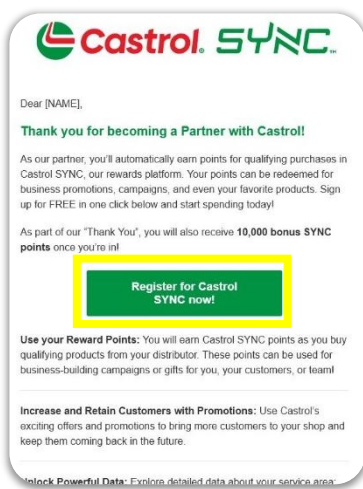 Castrol. SYNC.
Dear [NAME],
Thank you for becoming a Partner with Castrol!
As our partner, you'll automatically earn points for qualifying purchases in
Castrol SYNC, our rewards platform. Your points can be redeemed for
business promotions, campaigns, and even your favorite products. Sign
up for FREE in one click below and start spending today!
As part of our "Thank You", you will also receive 10,000 bonus SYNC
points once you're in!
Register for Castrol
SYNC now!
Use your Reward Points: You will earn Castrol SYNC points as you buy
qualifying products from your distributor. These points can be used for
business-building campaigns or gifts for you, your customers, or team!
Increase and Retain Customers with Promotions: Use Castrol's
exciting offers and promotions to bring more customers to your shop and
keep them coming back in the future.
Unlock Powerful Data: Explore detailed data about your service area: